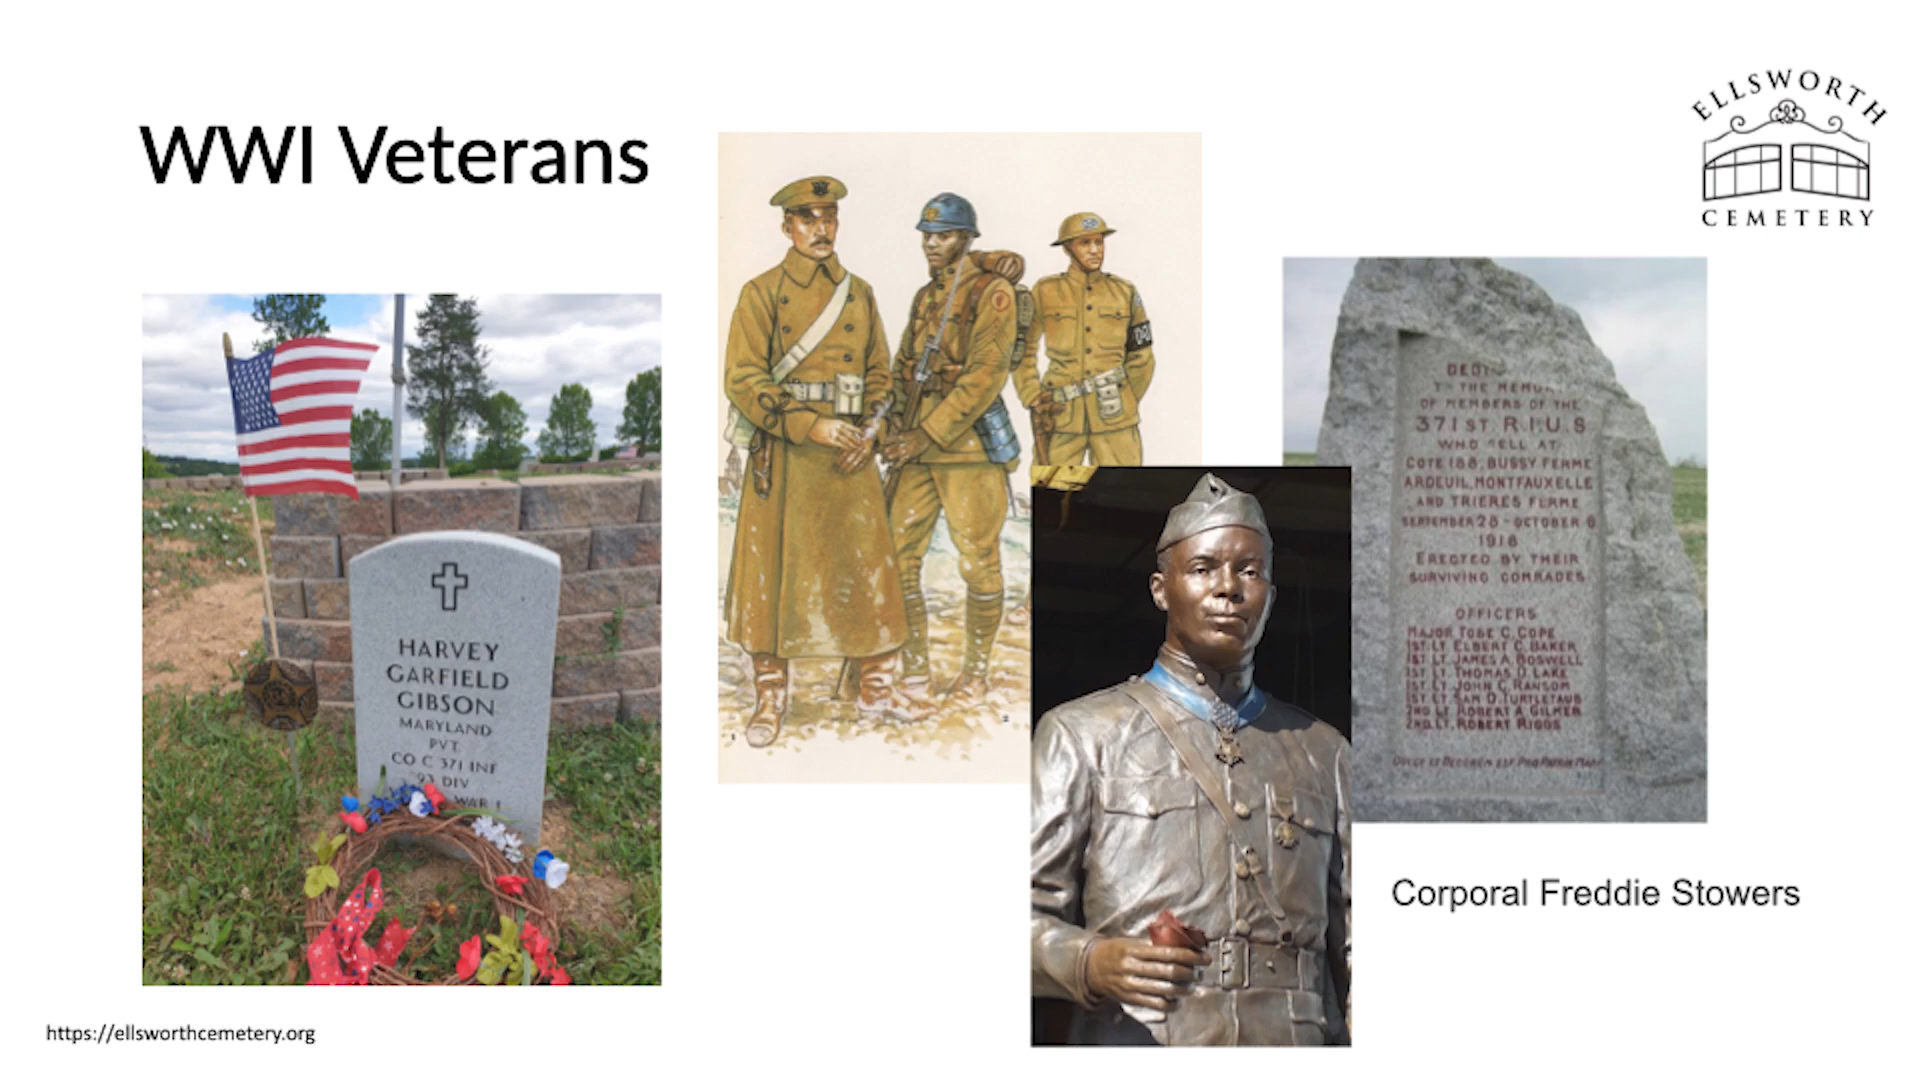 WWI Veterans
ELLSWORTH
CEMETERY
HARVEY
GARFIELD
GIBSON
MARYLAND
PVT
CO C 371 INF
93 DIV
WAR I
TO THE MEMORY
OF MEMBERS OF THE
371ST R.I.U.S
WHO FELL AT
COTE 188, BUSSY FERME
ARDEUIL, MONTFAUXELLE
AND TRIERES FERME
SEPTEMBER 28 - OCTOBER 6
1918
ERECTED BY THEIR
SURVIVING COMRADES
OFFICERS
MAJOR TOBE C. COPE
1ST LT. ELBERT C. BAKER
1ST LT. JAMES A. BOSWELL
1ST LT. THOMAS D. LAKE
1ST LT. JOHN C. RANSOM
1ST LT. SAM D. TURTLETAUB
2ND LT. ROBERT A GILMER
2ND LT. ROBERT RIGGS
Corporal Freddie Stowers
https://ellsworthcemetery.org